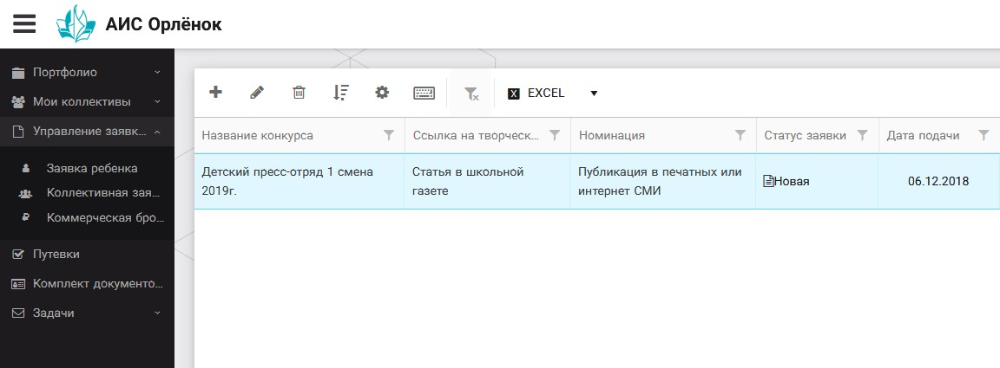 АИС Орлёнок
Портфолио
Мои коллективы
Управление заявк...
Заявка ребенка
Коллективная зая...
Коммерческая бро...
Путевки
Комплект документо...
Задачи
X EXCEL
Название конкурса
Ссылка на творческ...
Номинация
Статус заявки
Дата подачи
Детский пресс-отряд 1 смена
2019г.
Статья в школьной
газете
Публикация в печатных или
интернет СМИ
Новая
06.12.2018